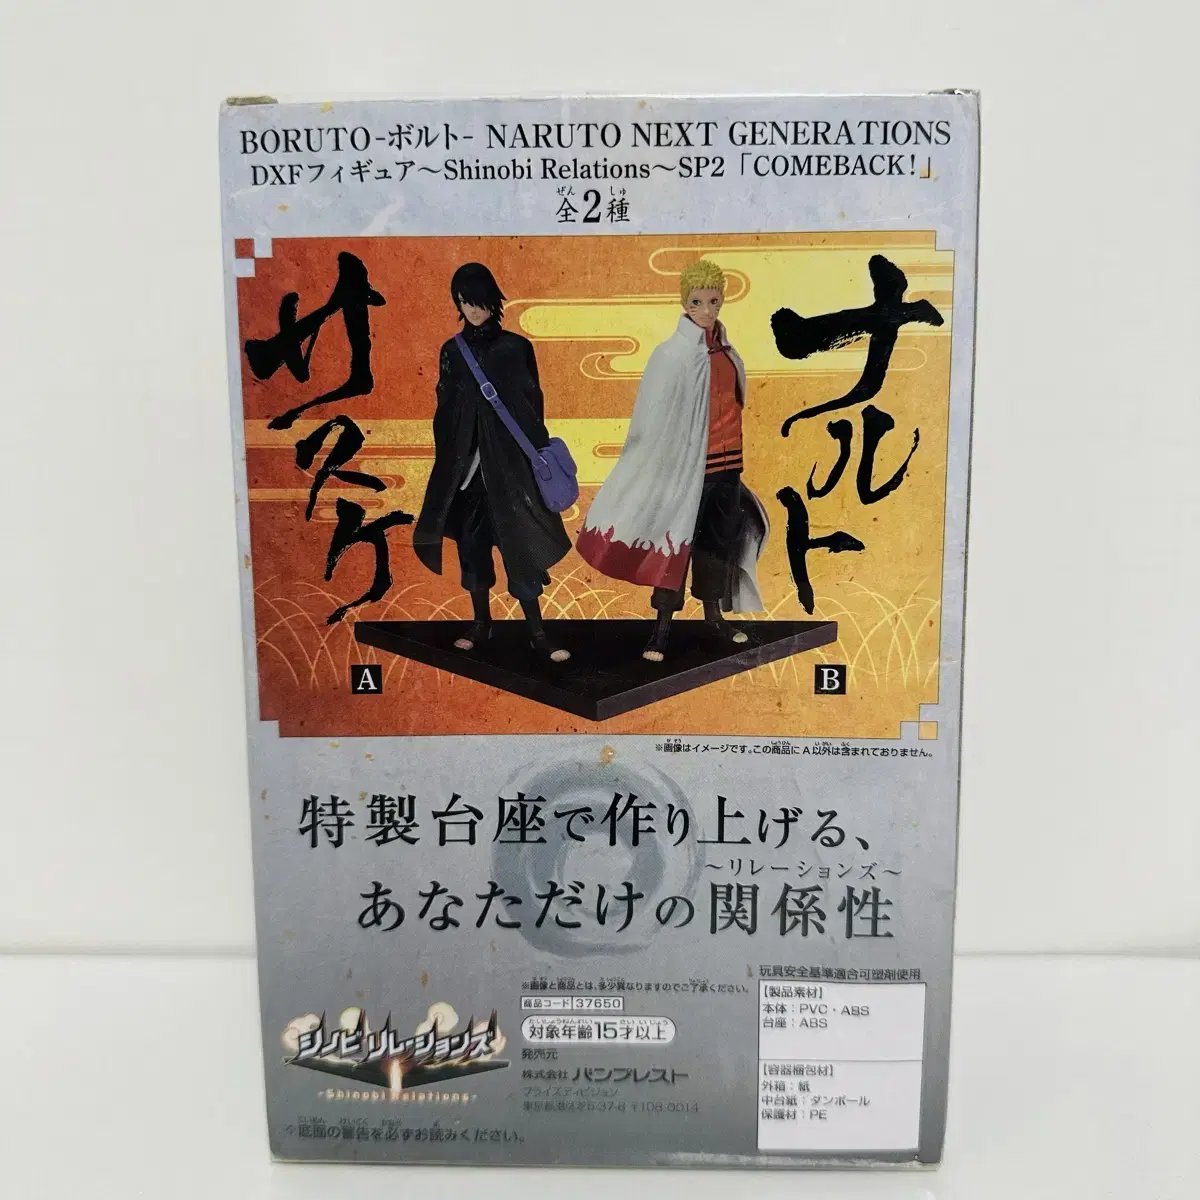 BORUTO-ボルト- NARUTO NEXT GENERATIONS
DXFフィギュア～Shinobi Relations～SP2「COMEBACK!」
ぜん しゅ
全2種
サスケ
ナルト
A
B
※画像はイメージです。この商品にA以外は含まれておりません。
特製台座で作り上げる、
～リレーションズ～
あなただけの関係性
玩具安全基準適合可塑剤使用
【製品素材】
本体:PVC・ABS
台座:ABS
【容器梱包材】
外箱:紙
中台紙:ダンボール
保護材:PE
※画像と商品とは、多少異なりますのでご了承ください。
商品コード 37650
対象年齢15才以上
発売元
株式会社 バンプレスト
プライズディビジョン
〒108-0014
シノビリレーションズ
-Shinobi Relations-
※底面の警告を必ずお読みください。